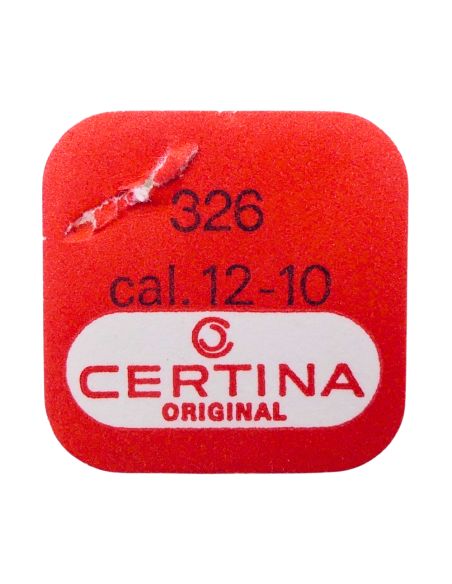 326
cal. 12-10
CERTINA
ORIGINAL